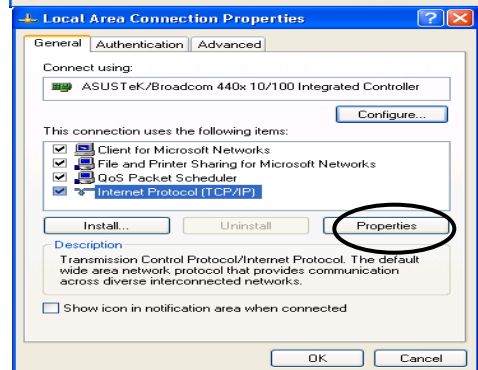 Local Area Connection Properties
General Authentication Advanced
Connect using:
ASUSTeK/Broadcom 440x 10/100 Integrated Controller
Configure...
This connection uses the following items:
Client for Microsoft Networks
File and Printer Sharing for Microsoft Networks
QoS Packet Scheduler
Internet Protocol (TCP/IP)
Install... Uninstall Properties
Description
Transmission Control Protocol/Internet Protocol. The default
wide area network protocol that provides communication
across diverse interconnected networks.
Show icon in notification area when connected
OK Cancel